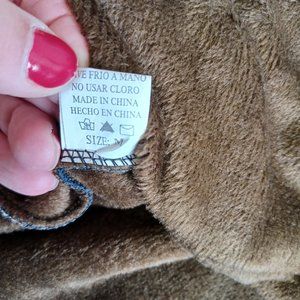 VE FRIO A MANO
NO USAR CLORO
MADE IN CHINA
HECHO EN CHINA
SIZE: M